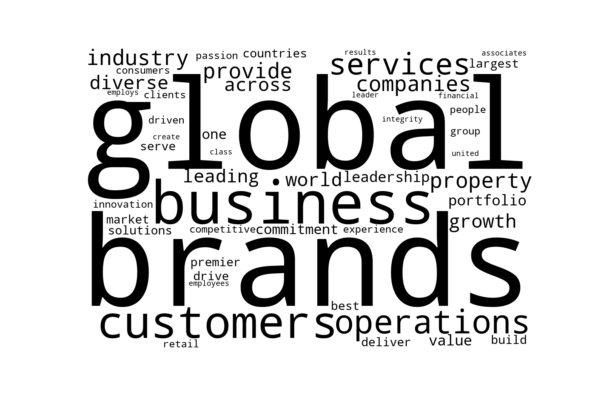 results
associates
industry
passion
countries
services
largest
consumers
provide
diverse
across
companies
employs
clients
leader
financial
global
people
driven
integrity
group
create
one
serve
class
united
leading
world
leadership
property
business
innovation
portfolio
market
growth
solutions
competitive
commitment
experience
brands
premier
drive
employees
best
customers
operations
retail
deliver
value
build